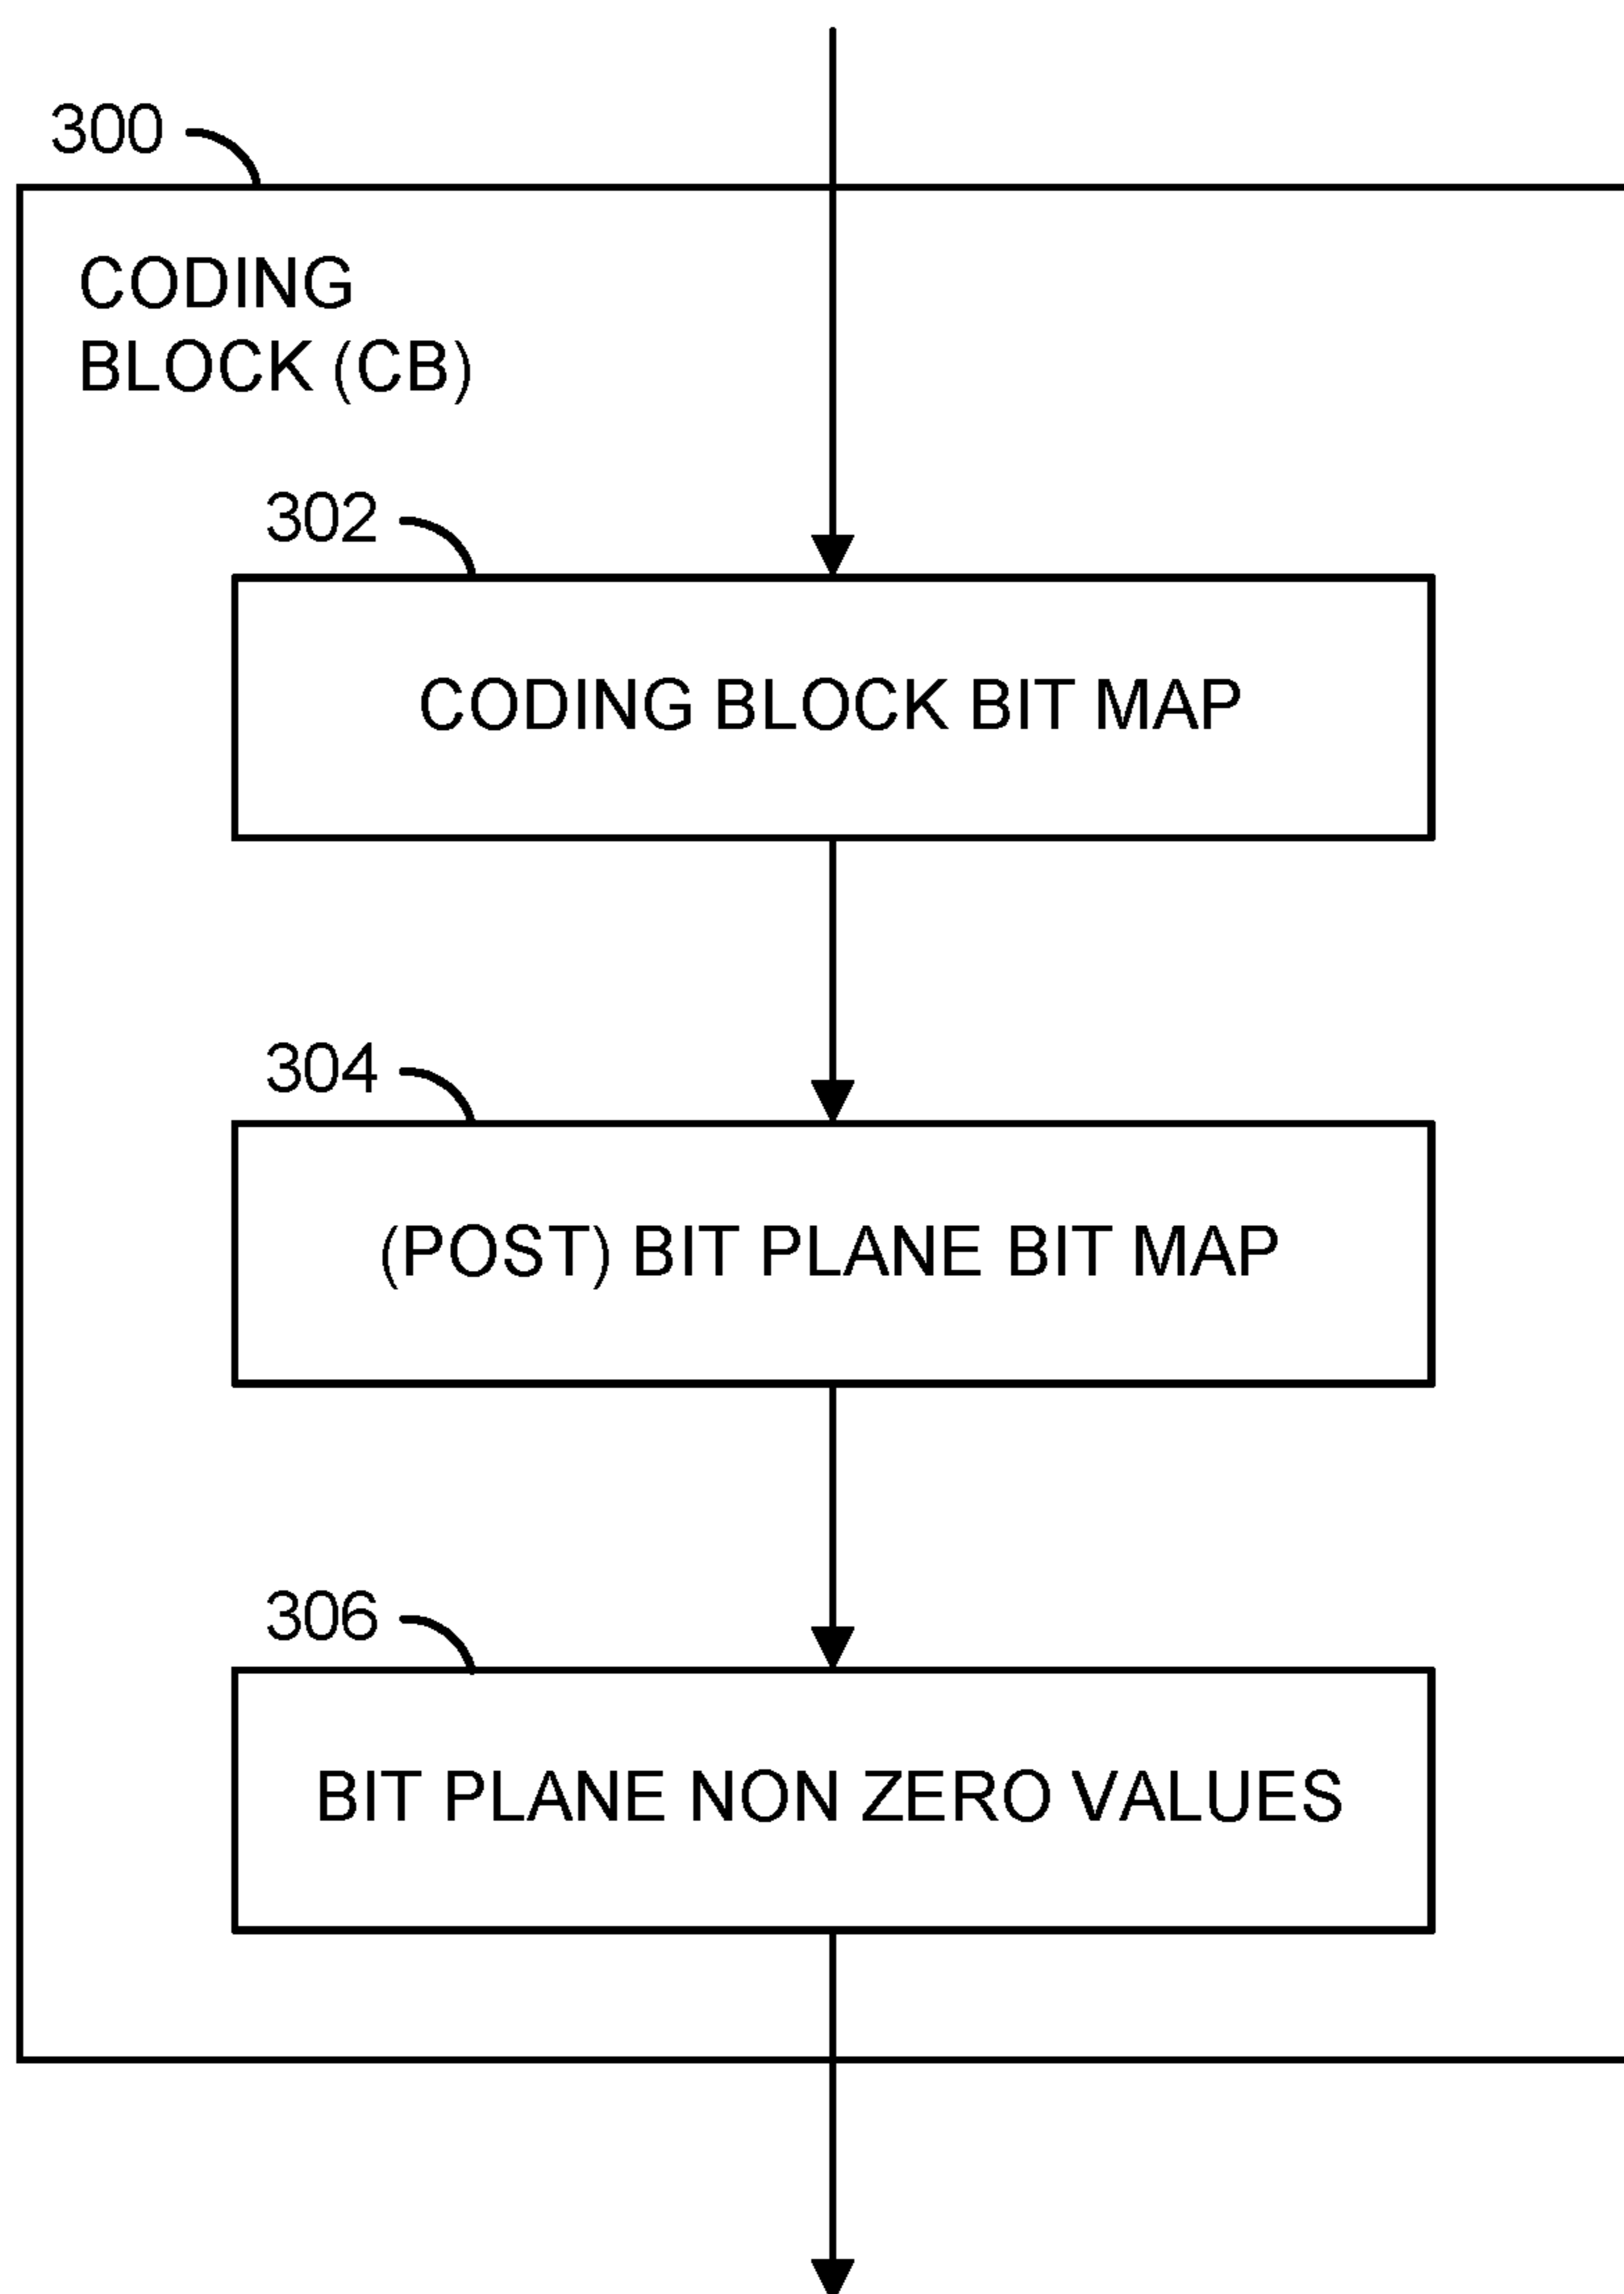 300
CODING
BLOCK (CB)
302
CODING BLOCK BIT MAP
304
(POST) BIT PLANE BIT MAP
306
BIT PLANE NON ZERO VALUES